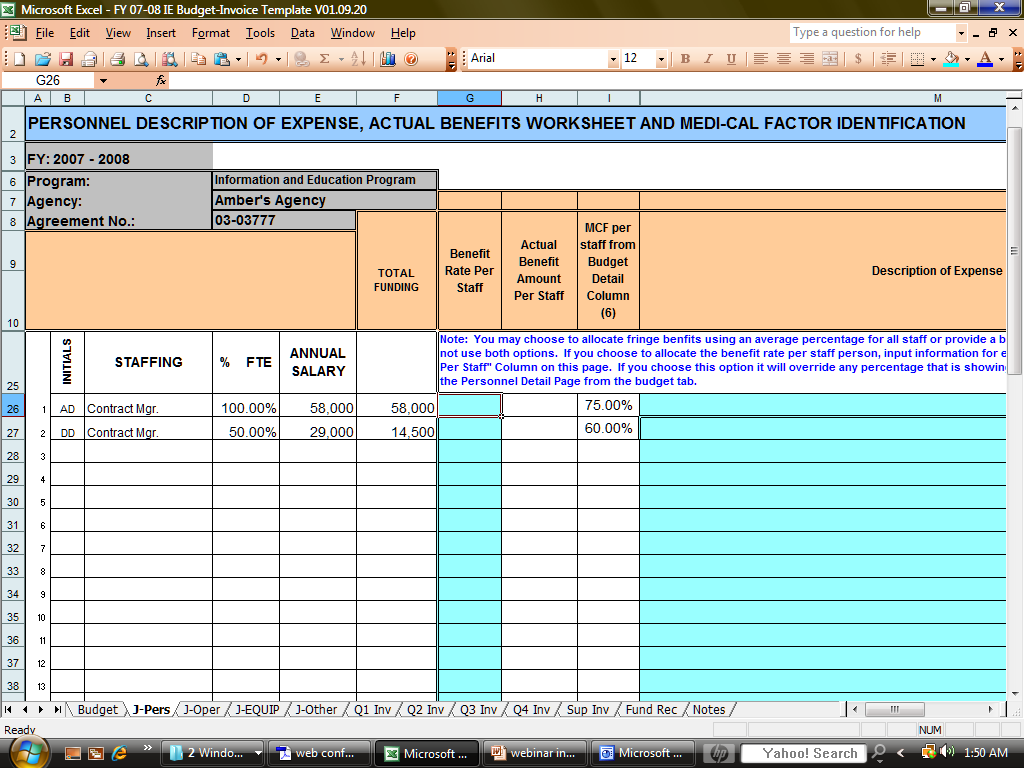 Microsoft Excel - FY 07-08 IE Budget-Invoice Template V01.09.20
File Edit View Insert Format Tools Data Window Help
Type a question for help
Arial 12 B I U $
G26 fx
A B C D E F G H I M
2 PERSONNEL DESCRIPTION OF EXPENSE, ACTUAL BENEFITS WORKSHEET AND MEDI-CAL FACTOR IDENTIFICATION
3 FY: 2007 - 2008
6 Program: Information and Education Program
7 Agency: Amber's Agency
8 Agreement No.: 03-03777
9
10
TOTAL
FUNDING
Benefit
Rate Per
Staff
Actual
Benefit
Amount
Per Staff
MCF per
staff from
Budget
Detail
Column
(6)
Description of Expense
25
INITIALS
STAFFING
% FTE
ANNUAL
SALARY
Note: You may choose to allocate fringe benfits using an average percentage for all staff or provide a b
not use both options. If you choose to allocate the benefit rate per staff person, input information for e
Per Staff" Column on this page. If you choose this option it will override any percentage that is showin
the Personnel Detail Page from the budget tab.
26 1 AD Contract Mgr. 100.00% 58,000 58,000 75.00%
27 2 DD Contract Mgr. 50.00% 29,000 14,500 60.00%
28 3
29 4
30 5
31 6
32 7
33 8
34 9
35 10
36 11
37 12
38 13
Budget J-Pers J-Oper J-EQUIP J-Other Q1 Inv Q2 Inv Q3 Inv Q4 Inv Sup Inv Fund Rec Notes
Ready NUM
2 Windo... web conf... Microsoft ... webinar in... Microsoft ... hp Yahoo! Search 1:50 AM